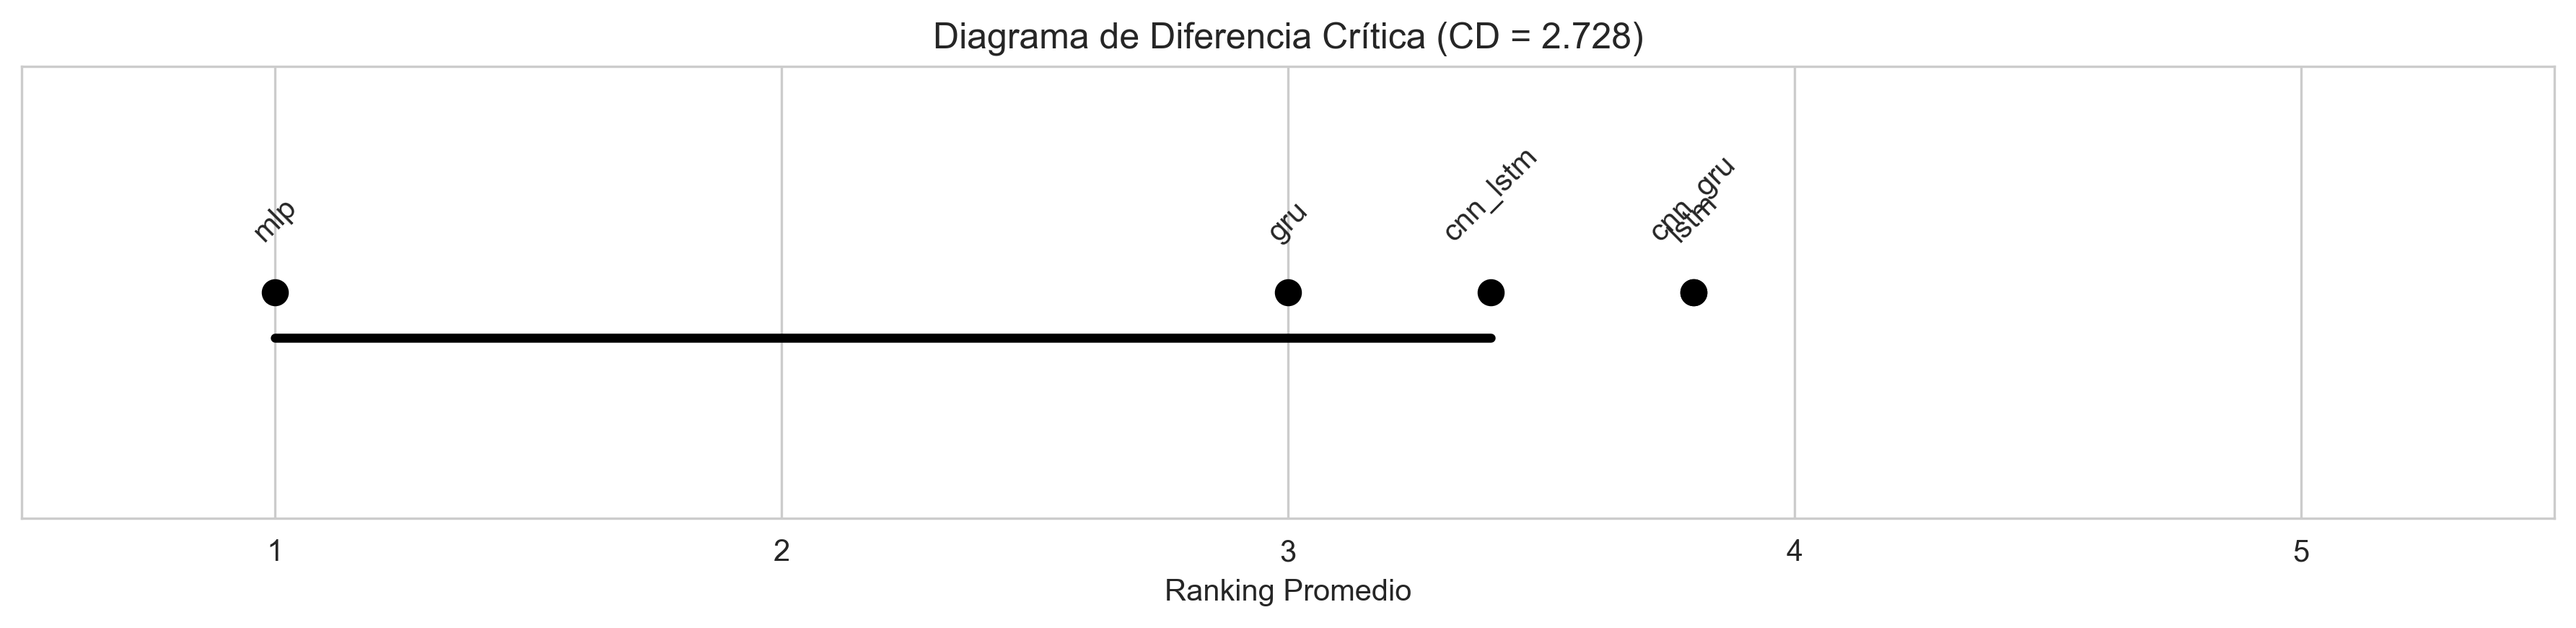 Diagrama de Diferencia Crítica (CD = 2.728)
mlp
gru
cnn_lstm
cnn_gru
lstm
1 2 3 4 5
Ranking Promedio